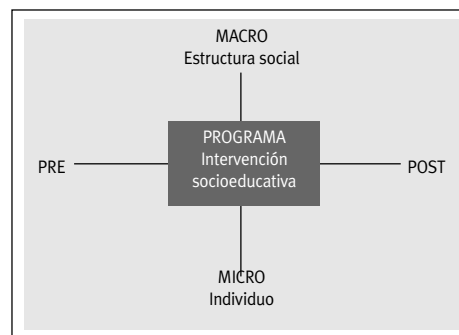 MACRO
Estructura social
PROGRAMA
Intervención
socioeducativa
PRE
POST
MICRO
Individuo